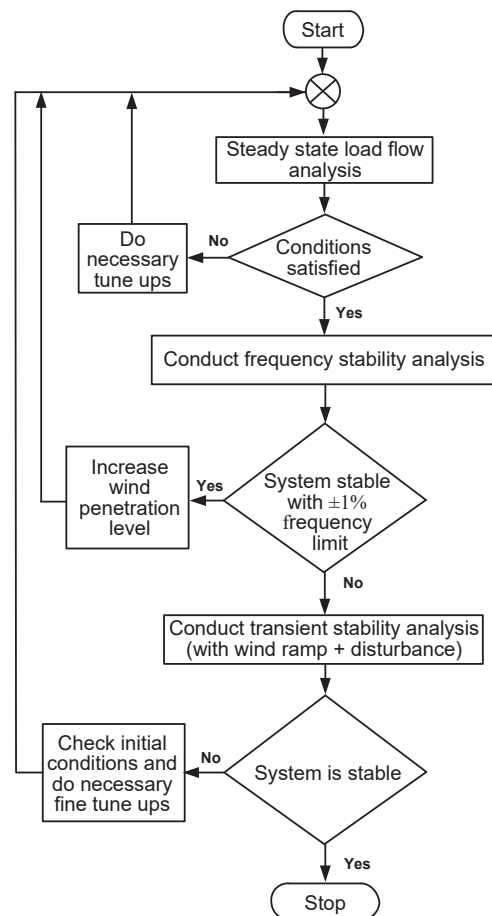 Start
Steady state load flow
analysis
Conditions
satisfied
No
Do
necessary
tune ups
Yes
Conduct frequency stability analysis
System stable
with ±1%
frequency
limit
Yes
Increase
wind
penetration
level
No
Conduct transient stability analysis
(with wind ramp + disturbance)
System is stable
No
Check initial
conditions and
do necessary
fine tune ups
Yes
Stop